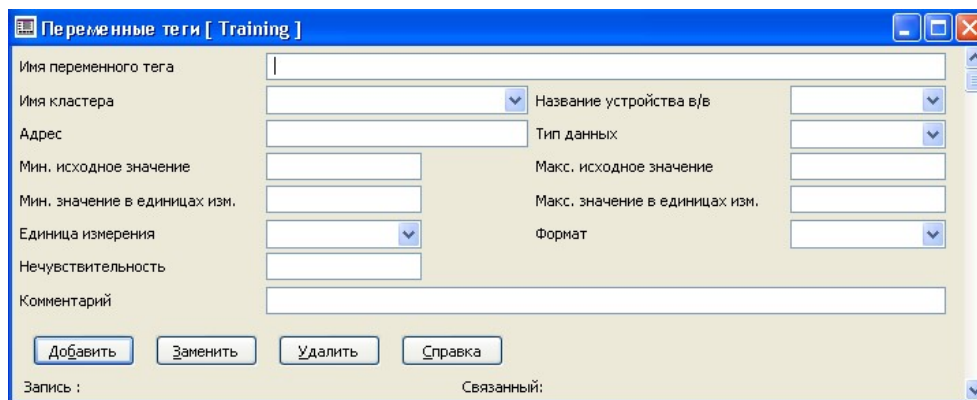 Переменные теги [ Training ]
Имя переменного тега
Имя кластера Название устройства в/в
Адрес Тип данных
Мин. исходное значение Макс. исходное значение
Мин. значение в единицах изм. Макс. значение в единицах изм.
Единица измерения Формат
Нечувствительность
Комментарий
Добавить Заменить Удалить Справка
Запись : Связанный: